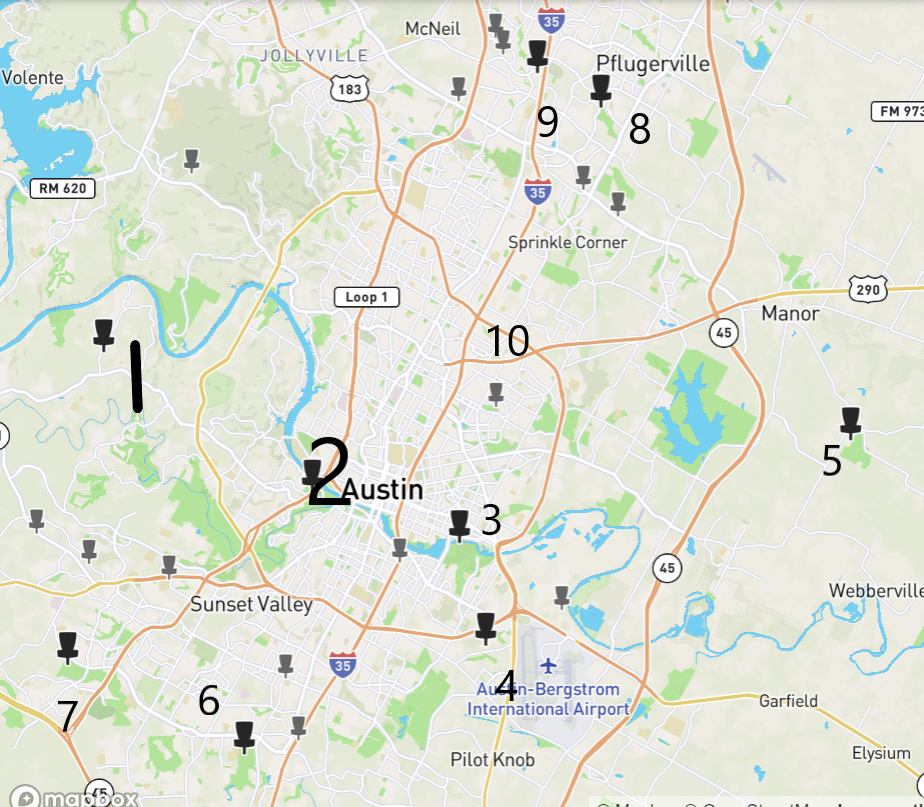 35
McNeil
JOLLYVILLE
Pflugerville
Volente
183
FM 973
9
8
RM 620
35
Sprinkle Corner
Loop 1
290
Manor
45
10
1
2
Austin
5
3
45
Webberville
Sunset Valley
35
6
4
7
Austin-Bergstrom
International Airport
Garfield
Pilot Knob
Elysium
45
mapbox